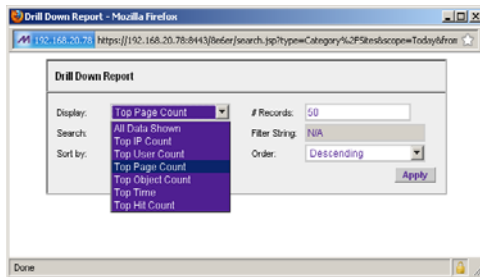 Drill Down Report - Mozilla Firefox
192.168.20.78 https://192.168.20.78:8443/8e6er/search.jsp?type=Category%2FSites&scope=Today&from
Drill Down Report
Display: Top Page Count # Records: 50
Search: Filter String: N/A
Sort by: Order: Descending
All Data Shown
Top IP Count
Top User Count
Top Page Count
Top Object Count
Top Time
Top Hit Count
Apply
Done